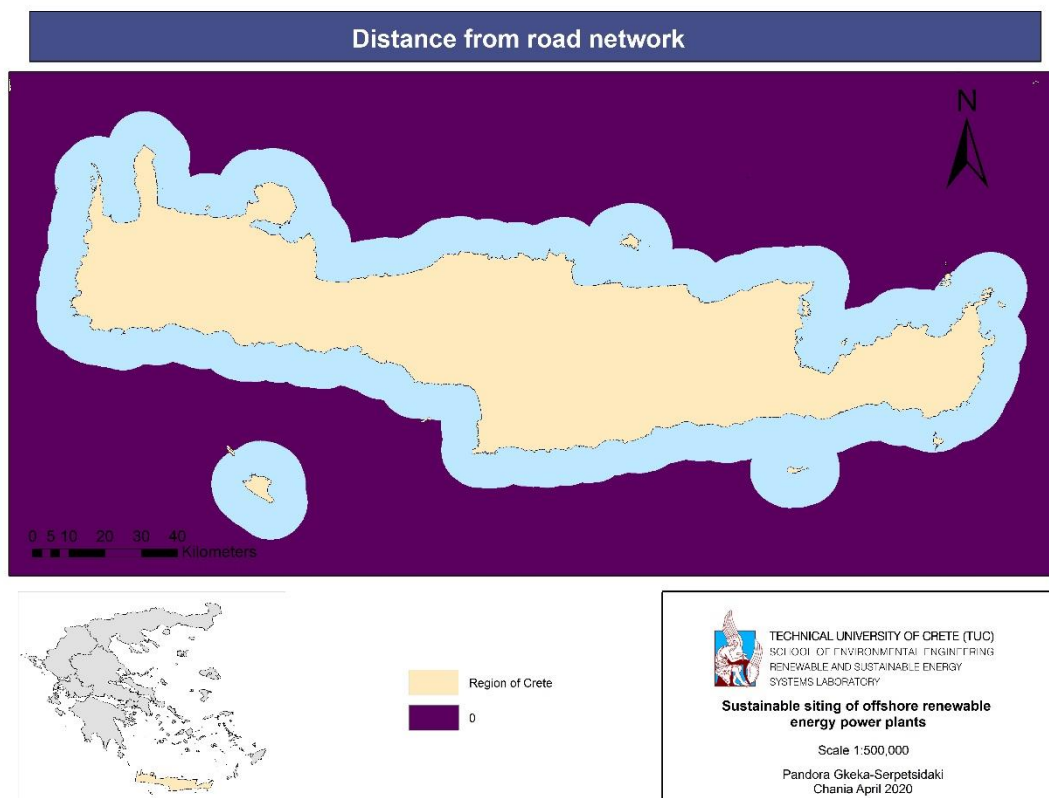 Distance from road network
N
0 5 10 20 30 40
Kilometers
Region of Crete
0
TECHNICAL UNIVERSITY OF CRETE (TUC)
SCHOOL OF ENVIRONMENTAL ENGINEERING
RENEWABLE AND SUSTAINABLE ENERGY
SYSTEMS LABORATORY
Sustainable siting of offshore renewable
energy power plants
Scale 1:500,000
Pandora Gkeka-Serpetsidaki
Chania April 2020